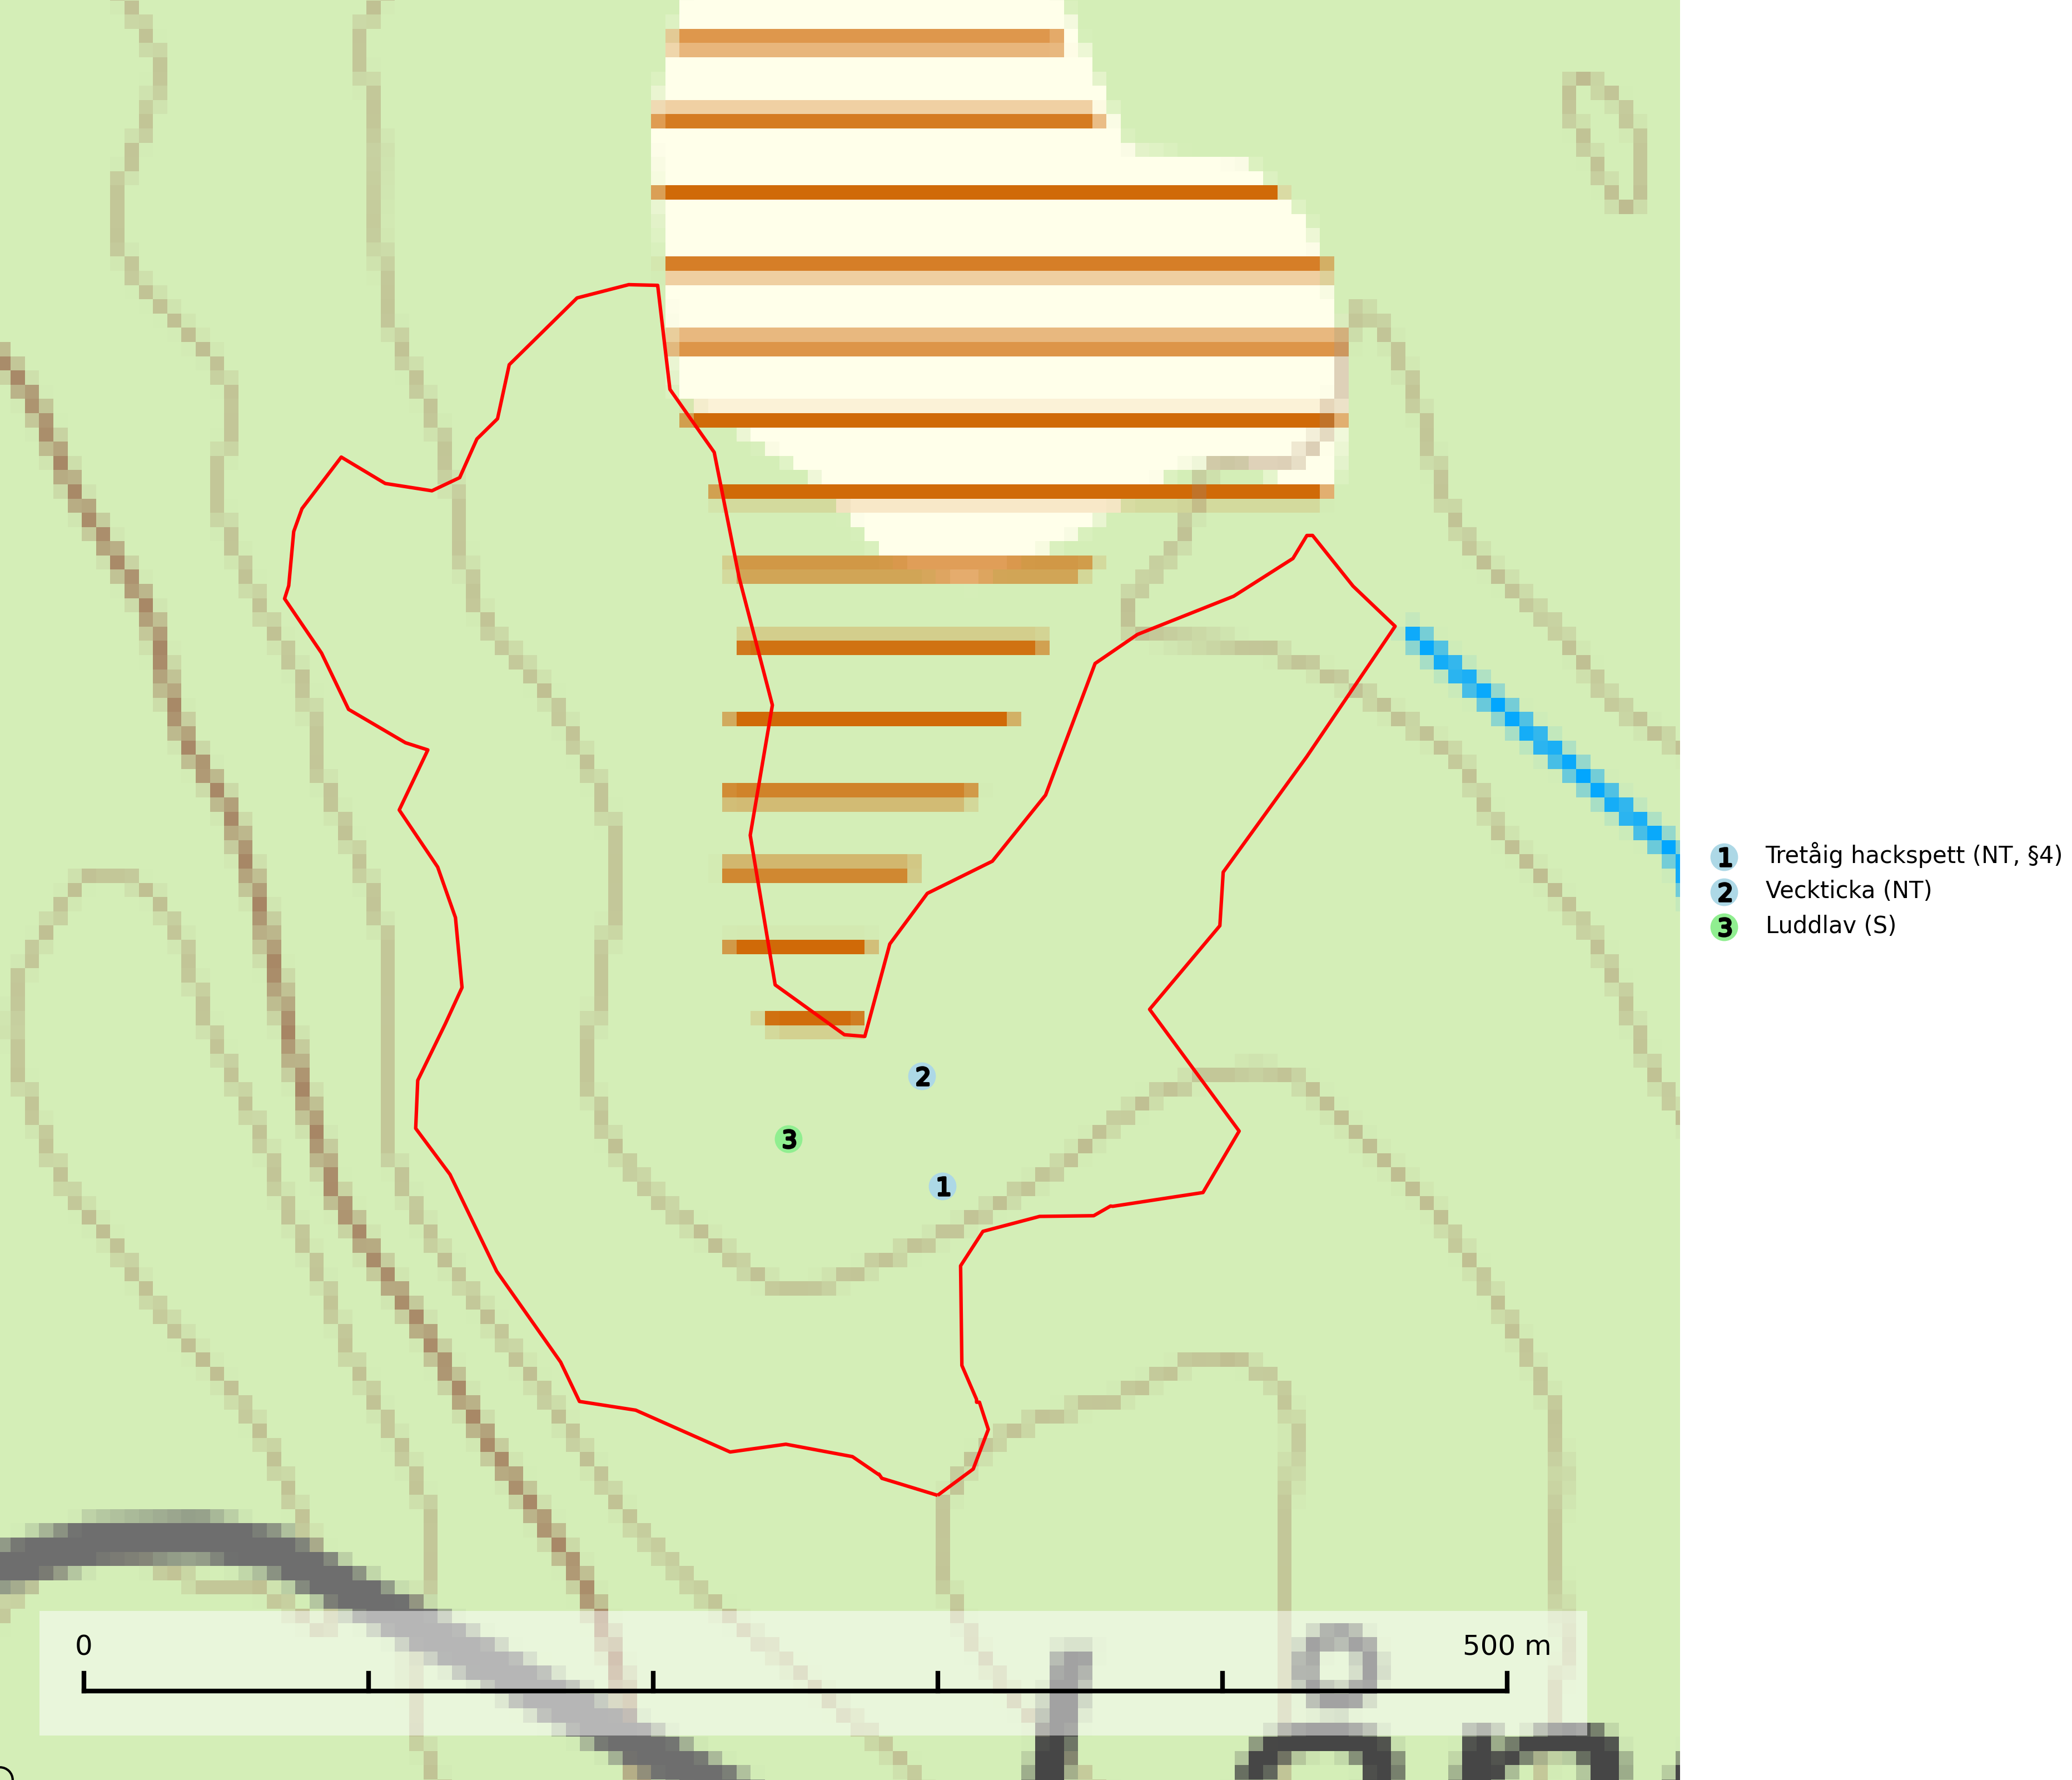 2
3
1
1 Tretåig hackspett (NT, §4)
2 Veckticka (NT)
3 Luddlav (S)
0 500 m